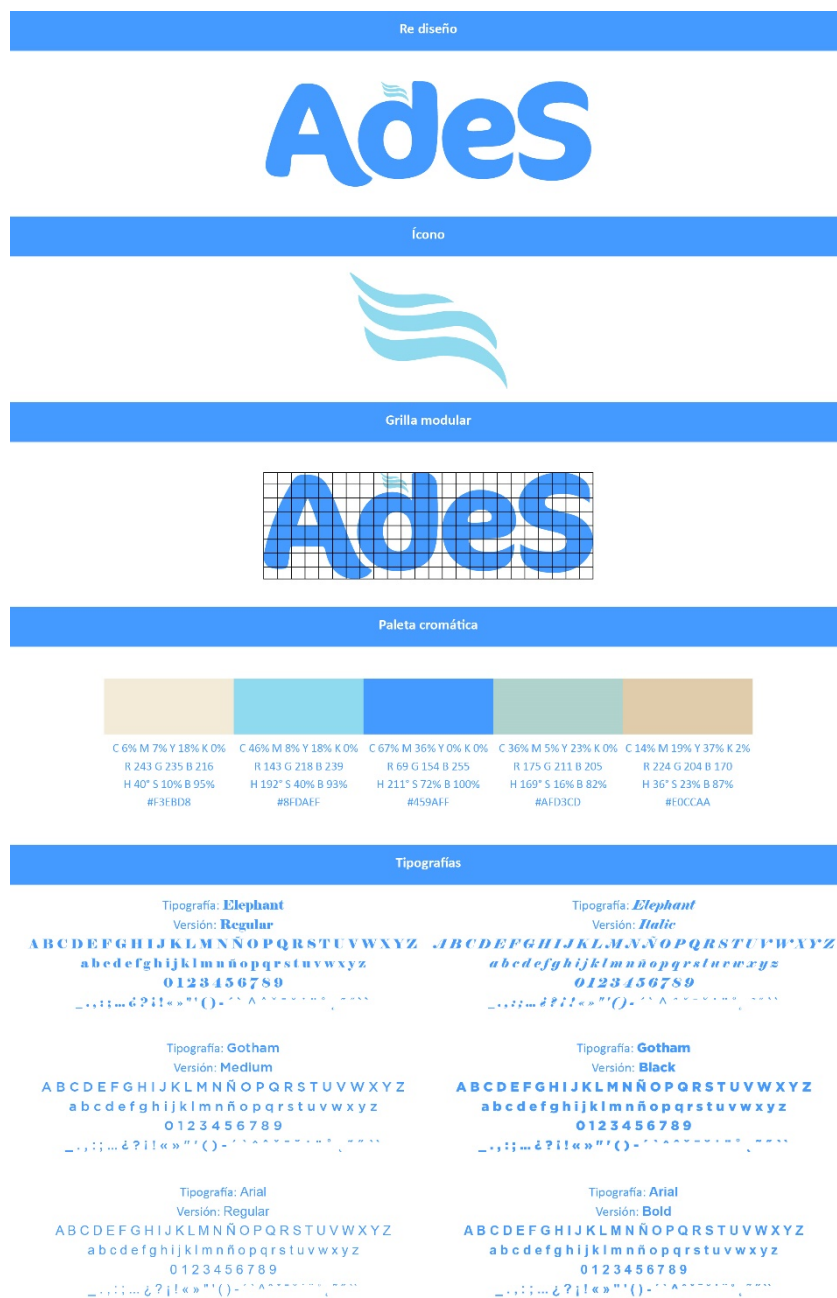 Re diseño
AdeS
Ícono
Grilla modular
AdeS
Paleta cromática
C 6% M 7% Y 18% K 0% C 46% M 8% Y 18% K 0% C 67% M 36% Y 0% K 0% C 36% M 5% Y 23% K 0% C 14% M 19% Y 37% K 2%
R 243 G 235 B 216 R 143 G 218 B 239 R 69 G 154 B 255 R 175 G 211 B 205 R 224 G 204 B 170
H 40° S 10% B 95% H 192° S 40% B 93% H 211° S 72% B 100% H 169° S 16% B 82% H 36° S 23% B 87%
#F3EBD8 #8FDAEF #459AFF #AFD3CD #E0CCAA
Tipografías
Tipografía: Elephant
Versión: Regular
A B C D E F G H I J K L M N Ñ O P Q R S T U V W X Y Z
a b c d e f g h i j k l m n ñ o p q r s t u v w x y z
0 1 2 3 4 5 6 7 8 9
_ . , : ; … ¿ ? ¡ ! « » " ' ( ) -
Tipografía: Elephant
Versión: Italic
A B C D E F G H I J K L M N Ñ O P Q R S T U V W X Y Z
a b c d e f g h i j k l m n ñ o p q r s t u v w x y z
0 1 2 3 4 5 6 7 8 9
_ . , : ; … ¿ ? ¡ ! « » " ' ( ) -
Tipografía: Gotham
Versión: Medium
A B C D E F G H I J K L M N Ñ O P Q R S T U V W X Y Z
a b c d e f g h i j k l m n ñ o p q r s t u v w x y z
0 1 2 3 4 5 6 7 8 9
_ . , : ; … ¿ ? ¡ ! « » " ' ( ) -
Tipografía: Gotham
Versión: Black
A B C D E F G H I J K L M N Ñ O P Q R S T U V W X Y Z
a b c d e f g h i j k l m n ñ o p q r s t u v w x y z
0 1 2 3 4 5 6 7 8 9
_ . , : ; … ¿ ? ¡ ! « » " ' ( ) -
Tipografía: Arial
Versión: Regular
A B C D E F G H I J K L M N Ñ O P Q R S T U V W X Y Z
a b c d e f g h i j k l m n ñ o p q r s t u v w x y z
0 1 2 3 4 5 6 7 8 9
_ . , : ; … ¿ ? ¡ ! « » " ' ( ) -
Tipografía: Arial
Versión: Bold
A B C D E F G H I J K L M N Ñ O P Q R S T U V W X Y Z
a b c d e f g h i j k l m n ñ o p q r s t u v w x y z
0 1 2 3 4 5 6 7 8 9
_ . , : ; … ¿ ? ¡ ! « » " ' ( ) -